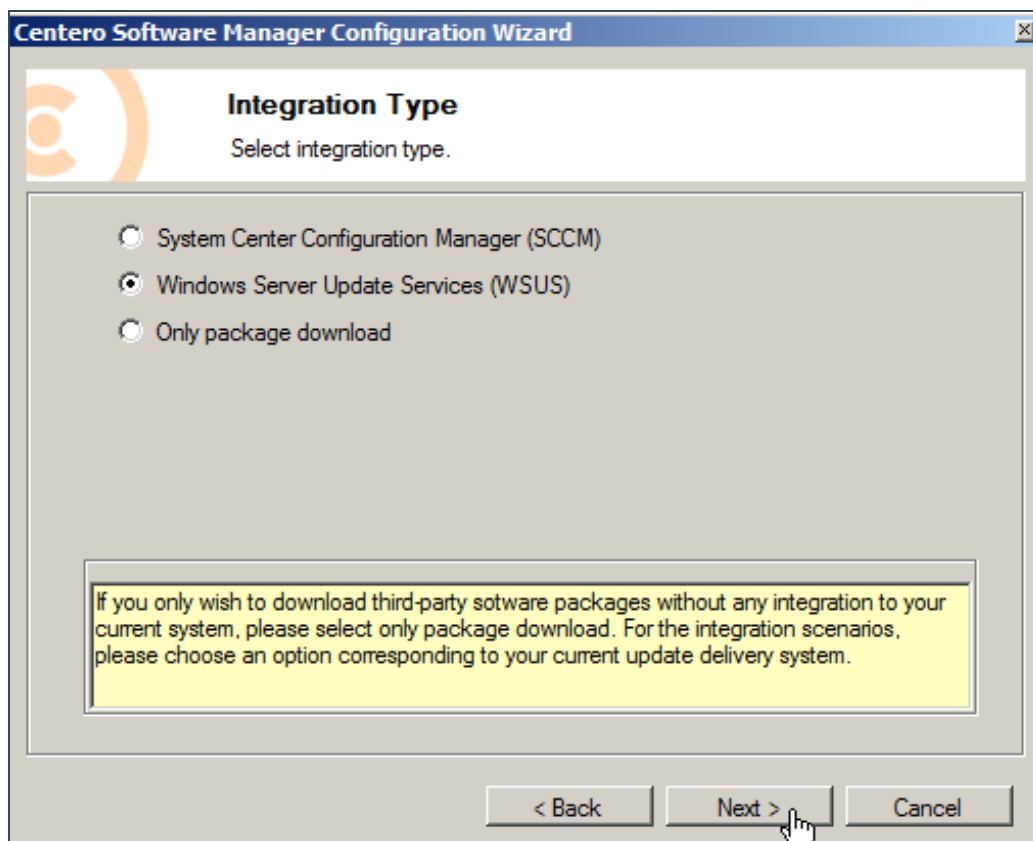 Centero Software Manager Configuration Wizard
Integration Type
Select integration type.
System Center Configuration Manager (SCCM)
Windows Server Update Services (WSUS)
Only package download
If you only wish to download third-party sotware packages without any integration to your
current system, please select only package download. For the integration scenarios,
please choose an option corresponding to your current update delivery system.
< Back Next > Cancel